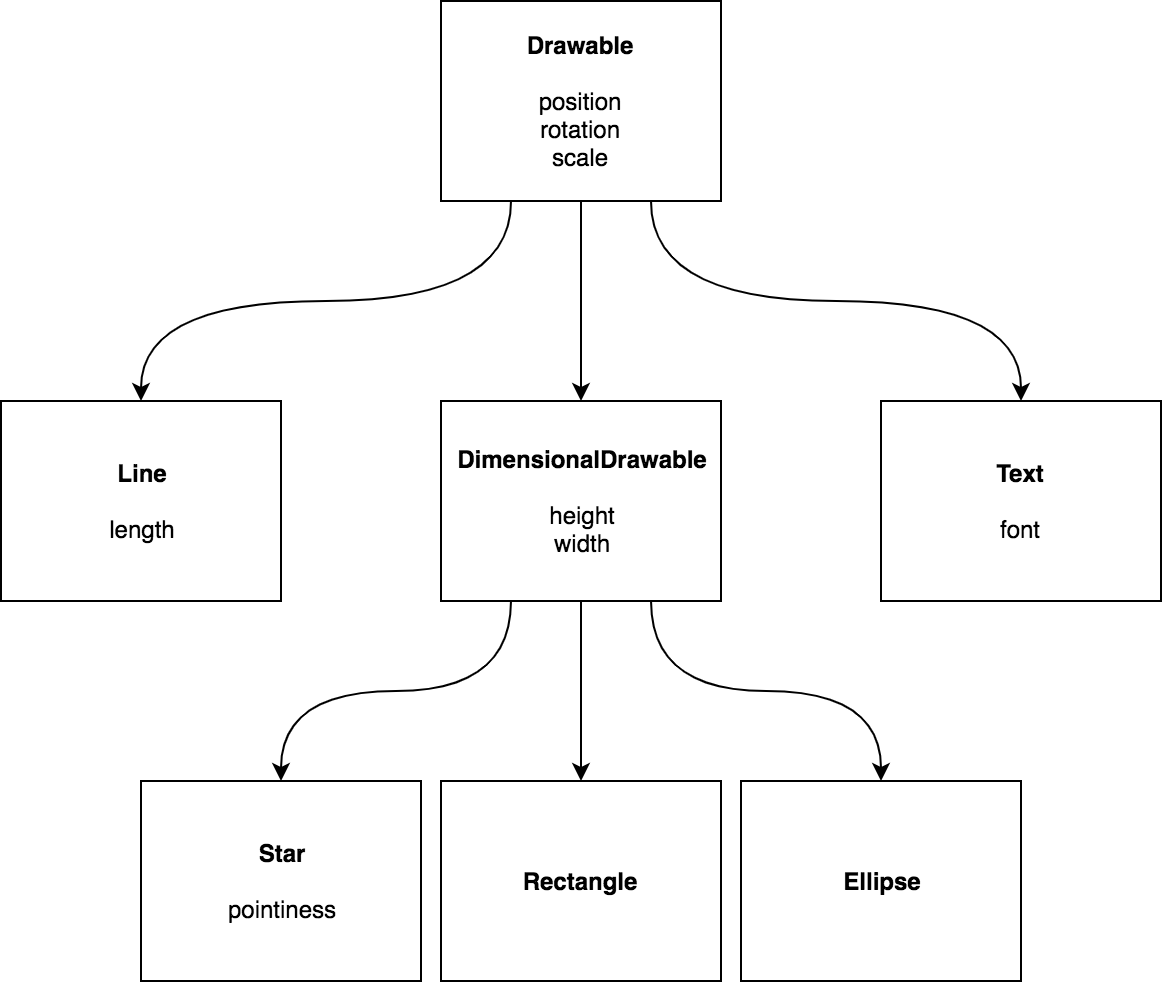 Drawable
position
rotation
scale
Line
length
DimensionalDrawable
height
width
Text
font
Star
pointiness
Rectangle
Ellipse